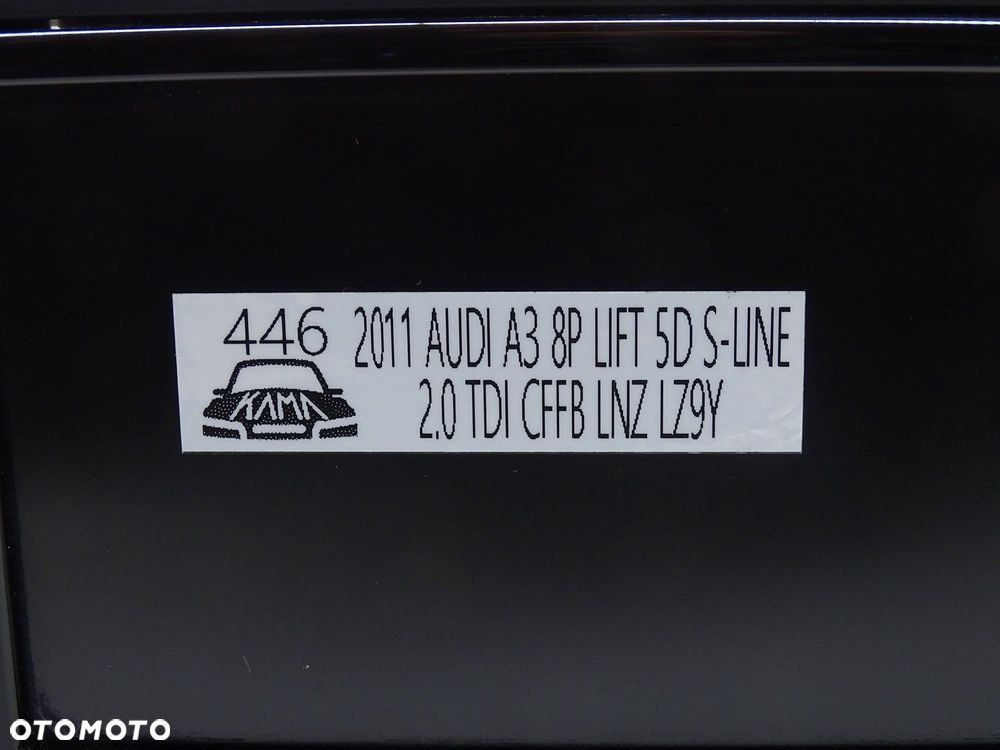 446 2011 AUDI A3 8P LIFT 5D S-LINE
KAMA 2.0 TDI CFFB LNZ LZ9Y
OTOMOTO